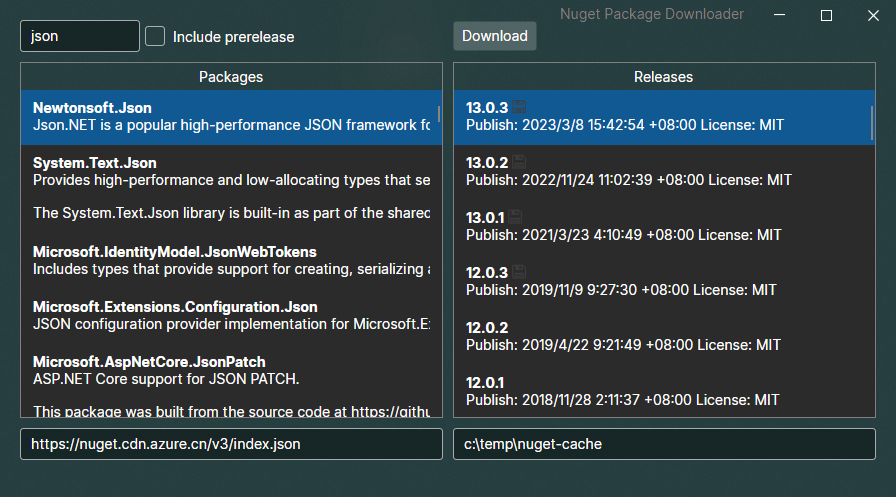 Nuget Package Downloader
json
Include prerelease
Download
Packages
Newtonsoft.Json
Json.NET is a popular high-performance JSON framework fo
System.Text.Json
Provides high-performance and low-allocating types that se
The System.Text.Json library is built-in as part of the shared
Microsoft.IdentityModel.JsonWebTokens
Includes types that provide support for creating, serializing a
Microsoft.Extensions.Configuration.Json
JSON configuration provider implementation for Microsoft.Ex
Microsoft.AspNetCore.JsonPatch
ASP.NET Core support for JSON PATCH.
This package was built from the source code at https://githu
https://nuget.cdn.azure.cn/v3/index.json
Releases
13.0.3
Publish: 2023/3/8 15:42:54 +08:00 License: MIT
13.0.2
Publish: 2022/11/24 11:02:39 +08:00 License: MIT
13.0.1
Publish: 2021/3/23 4:10:49 +08:00 License: MIT
12.0.3
Publish: 2019/11/9 9:27:30 +08:00 License: MIT
12.0.2
Publish: 2019/4/22 9:21:49 +08:00 License: MIT
12.0.1
Publish: 2018/11/28 2:11:37 +08:00 License: MIT
c:\temp\nuget-cache